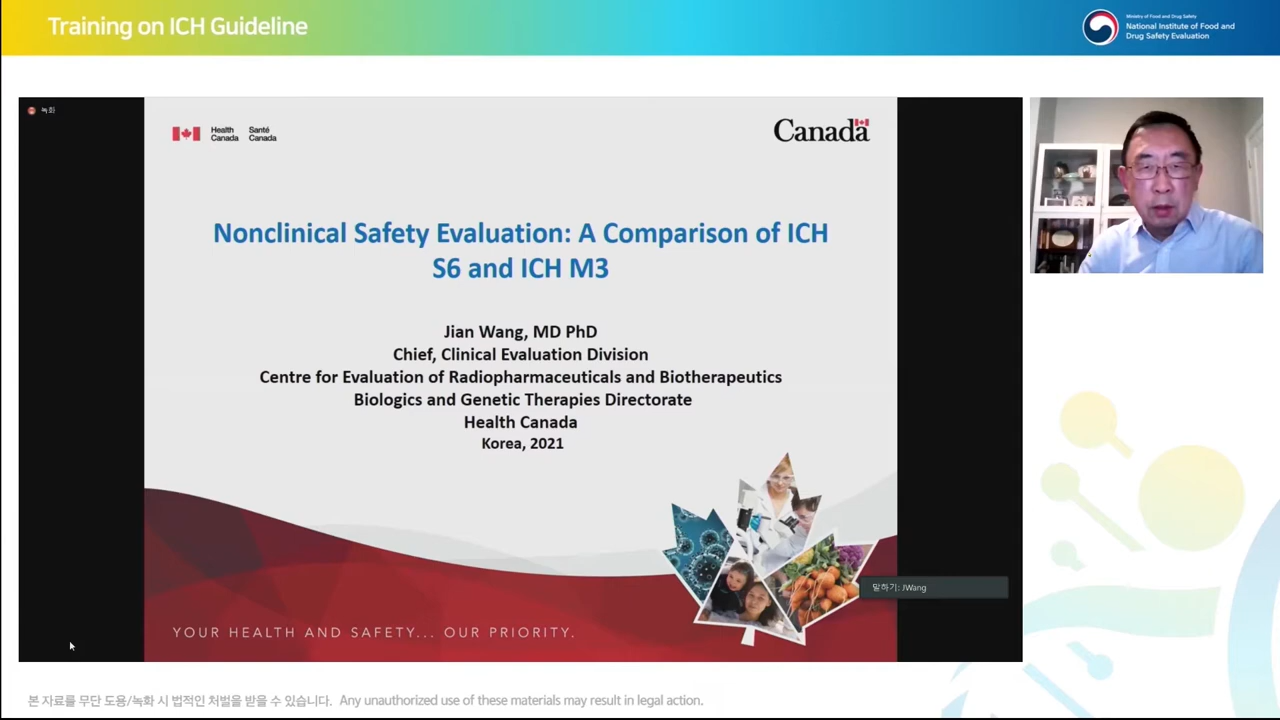 Training on ICH Guideline
Ministry of Food and Drug Safety
National Institute of Food and
Drug Safety Evaluation
녹화
Health Canada
Santé Canada
Canada
Nonclinical Safety Evaluation: A Comparison of ICH
S6 and ICH M3
Jian Wang, MD PhD
Chief, Clinical Evaluation Division
Centre for Evaluation of Radiopharmaceuticals and Biotherapeutics
Biologics and Genetic Therapies Directorate
Health Canada
Korea, 2021
말하기: JWang
YOUR HEALTH AND SAFETY... OUR PRIORITY.
본 자료를 무단 도용/녹화 시 법적인 처벌을 받을 수 있습니다. Any unauthorized use of these materials may result in legal action.